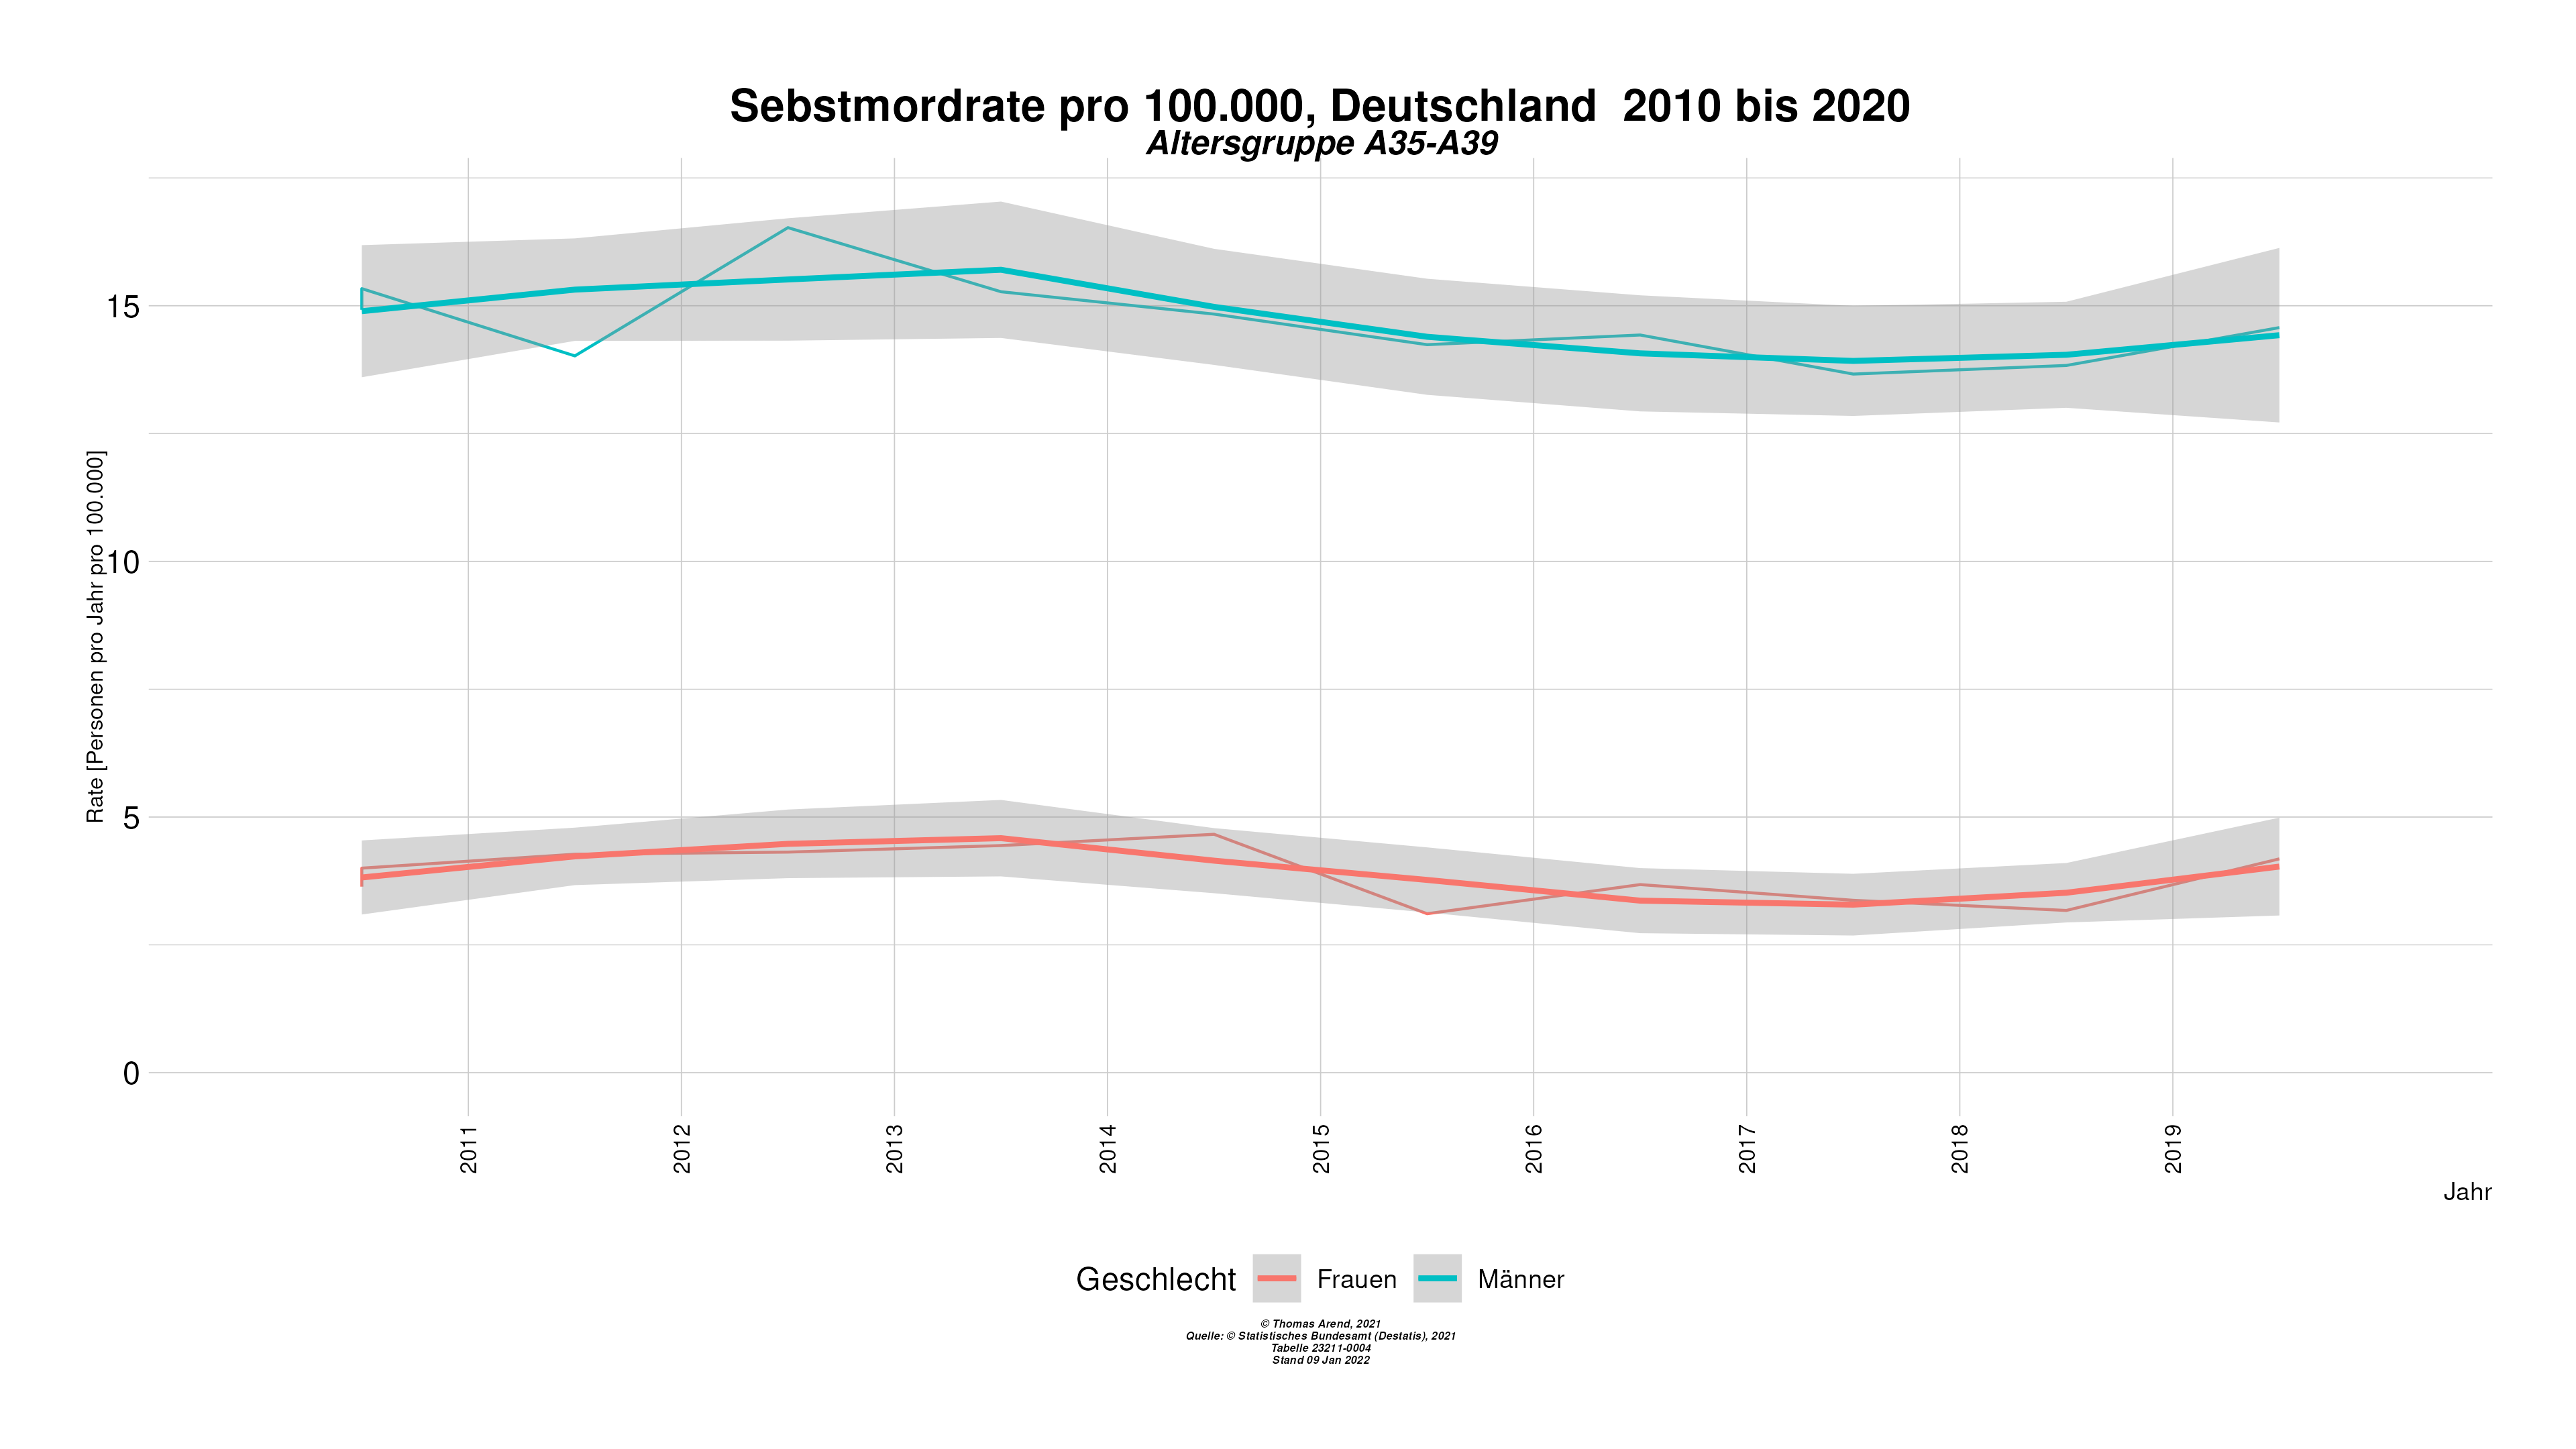 Sebstmordrate pro 100.000, Deutschland  2010 bis 2020
Altersgruppe A35-A39
Rate [Personen pro Jahr pro 100.000]
15
10
5
0
2011
2012
2013
2014
2015
2016
2017
2018
2019
Jahr
Geschlecht Frauen Männer
© Thomas Arend, 2021
Quelle: © Statistisches Bundesamt (Destatis), 2021
Tabelle 23211-0004
Stand 09 Jan 2022